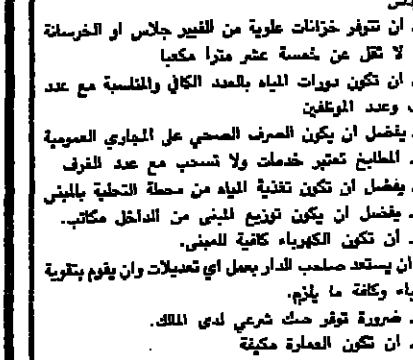 . ان تتوفر خزانات علوية من الفيبر جلاس او الخرسانة
لا تقل عن خمسة عشر مترا مكعبا
. ان تكون دورات المياه بالعدد الكافي والمناسبة مع عدد
وعدد الموظفين
. يفضل ان يكون الصرف الصحي على المجاري العمومية
. المطابخ تعتبر خدمات ولا تسحب مع عدد الغرف
. يفضل ان تكون تغذية المياه من محطة التحلية بالمبنى
. يفضل ان يكون توزيع المبنى من الداخل مكاتب.
. أن تكون الكهرباء كافية للمبنى.
أن يستعد صاحب الدار بعمل اي تعديلات وان يقوم بتقوية
وكافة ما يلزم.
. ضرورة توفر صك شرعي لدى المالك.
. ان تكون العمارة مكيفة